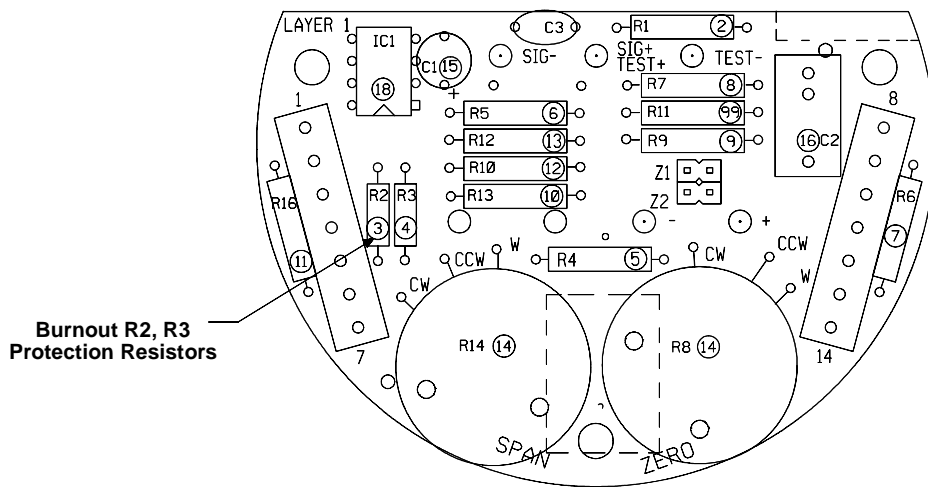 LAYER 1
IC1
18
C1 15
+
C3
R1 2
SIG-
SIG+
TEST+
TEST-
R7 8
R11 99
R9 9
R5 6
R12 13
R10 12
R13 10
16 C2
1
8
Z1
Z2
R16
11
R2
3
R3
4
R6
7
-
+
W
CCW
CW
R4 5
CW
CCW
W
Burnout R2, R3
Protection Resistors
7
14
R14 14
R8 14
SPAN
ZERO